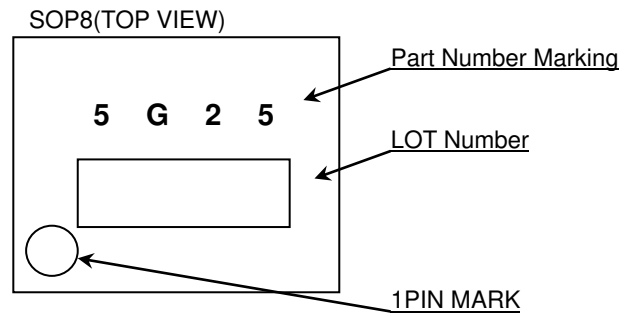 SOP8(TOP VIEW)
Part Number Marking
5 G 2 5
LOT Number
1PIN MARK